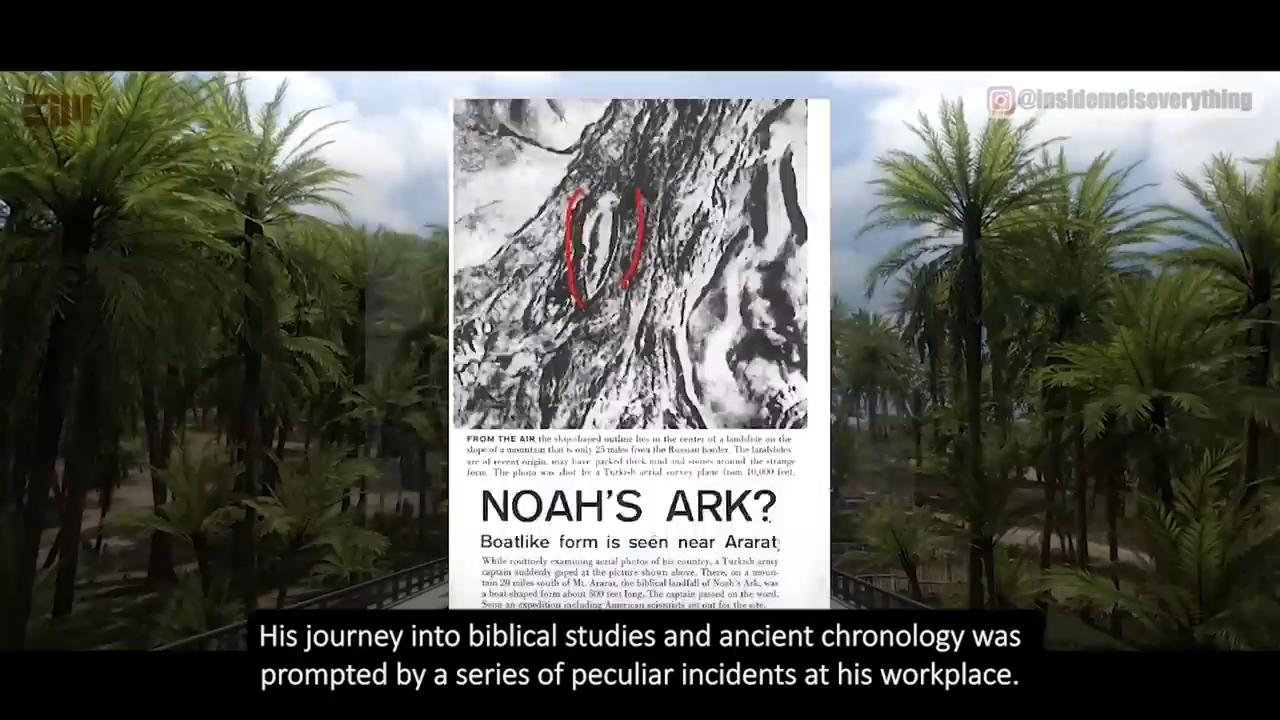 @insidemeiseverything
FROM THE AIR the ship-shaped outline lies in the center of a landslide on the
slope of a mountain that is only 25 miles from the Russian border. The landslides
are of recent origin, may have packed thick mud and stones around the strange
form. The photo was shot by a Turkish aerial survey plane from 10,000 feet.
NOAH'S ARK?
Boatlike form is seen near Ararat
While routinely examining aerial photos of his country, a Turkish army
captain suddenly gaped at the picture shown above. There, on a moun-
tain 20 miles south of Mt. Ararat, the biblical landfall of Noah's Ark, was
a boat-shaped form about 500 feet long. The captain passed on the word.
Soon an expedition including American scientists set out for the site.
His journey into biblical studies and ancient chronology was
prompted by a series of peculiar incidents at his workplace.